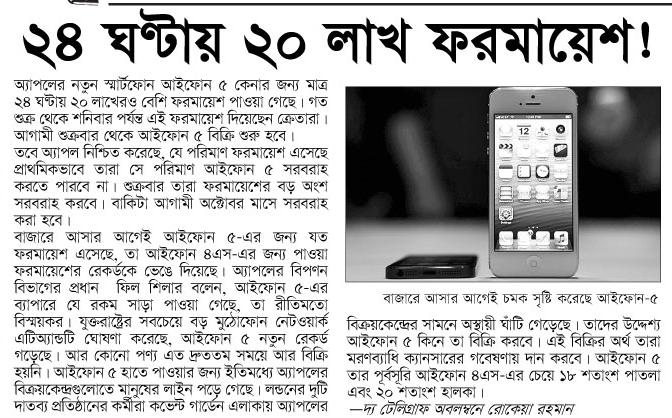 ২৪ ঘণ্টায় ২০ লাখ ফরমায়েশ!
অ্যাপলের নতুন স্মার্টফোন আইফোন ৫ কেনার জন্য মাত্র
২৪ ঘণ্টায় ২০ লাখেরও বেশি ফরমায়েশ পাওয়া গেছে। গত
শুক্র থেকে শনিবার পর্যন্ত এই ফরমায়েশ দিয়েছেন ক্রেতারা।
আগামী শুক্রবার থেকে আইফোন ৫ বিক্রি শুরু হবে।
তবে অ্যাপল নিশ্চিত করেছে, যে পরিমাণ ফরমায়েশ এসেছে
প্রাথমিকভাবে তারা সে পরিমাণ আইফোন ৫ সরবরাহ
করতে পারবে না। শুক্রবার তারা ফরমায়েশের বড় অংশ
সরবরাহ করবে। বাকিটা আগামী অক্টোবর মাসে সরবরাহ
করা হবে।
বাজারে আসার আগেই আইফোন ৫-এর জন্য যত
ফরমায়েশ এসেছে, তা আইফোন ৪এস-এর জন্য পাওয়া
ফরমায়েশের রেকর্ডকে ভেঙে দিয়েছে। অ্যাপলের বিপণন
বিভাগের প্রধান ফিল শিলার বলেন, আইফোন ৫-এর
ব্যাপারে যে রকম সাড়া পাওয়া গেছে, তা রীতিমতো
বিস্ময়কর। যুক্তরাষ্ট্রের সবচেয়ে বড় মুঠোফোন নেটওয়ার্ক
এটিঅ্যান্ডটি ঘোষণা করেছে, আইফোন ৫ নতুন রেকর্ড
গড়েছে। আর কোনো পণ্য এত দ্রুততম সময়ে আর বিক্রি
হয়নি। আইফোন ৫ হাতে পাওয়ার জন্য ইতিমধ্যে অ্যাপলের
বিক্রয়কেন্দ্রগুলোতে মানুষের লাইন পড়ে গেছে। লন্ডনের দুটি
দাতব্য প্রতিষ্ঠানের কর্মীরা কভেন্ট গার্ডেন এলাকায় অ্যাপলের
বাজারে আসার আগেই চমক সৃষ্টি করেছে আইফোন-৫
বিক্রয়কেন্দ্রের সামনে অস্থায়ী ঘাঁটি গেড়েছে। তাদের উদ্দেশ্য
আইফোন ৫ কিনে তা বিক্রি করবে। এই বিক্রির অর্থ তারা
মরণব্যাধি ক্যানসারের গবেষণায় দান করবে। আইফোন ৫
তার পূর্বসূরি আইফোন ৪এস-এর চেয়ে ১৮ শতাংশ পাতলা
এবং ২০ শতাংশ হালকা।
—দ্য টেলিগ্রাফ অবলম্বনে রোকেয়া রহমান